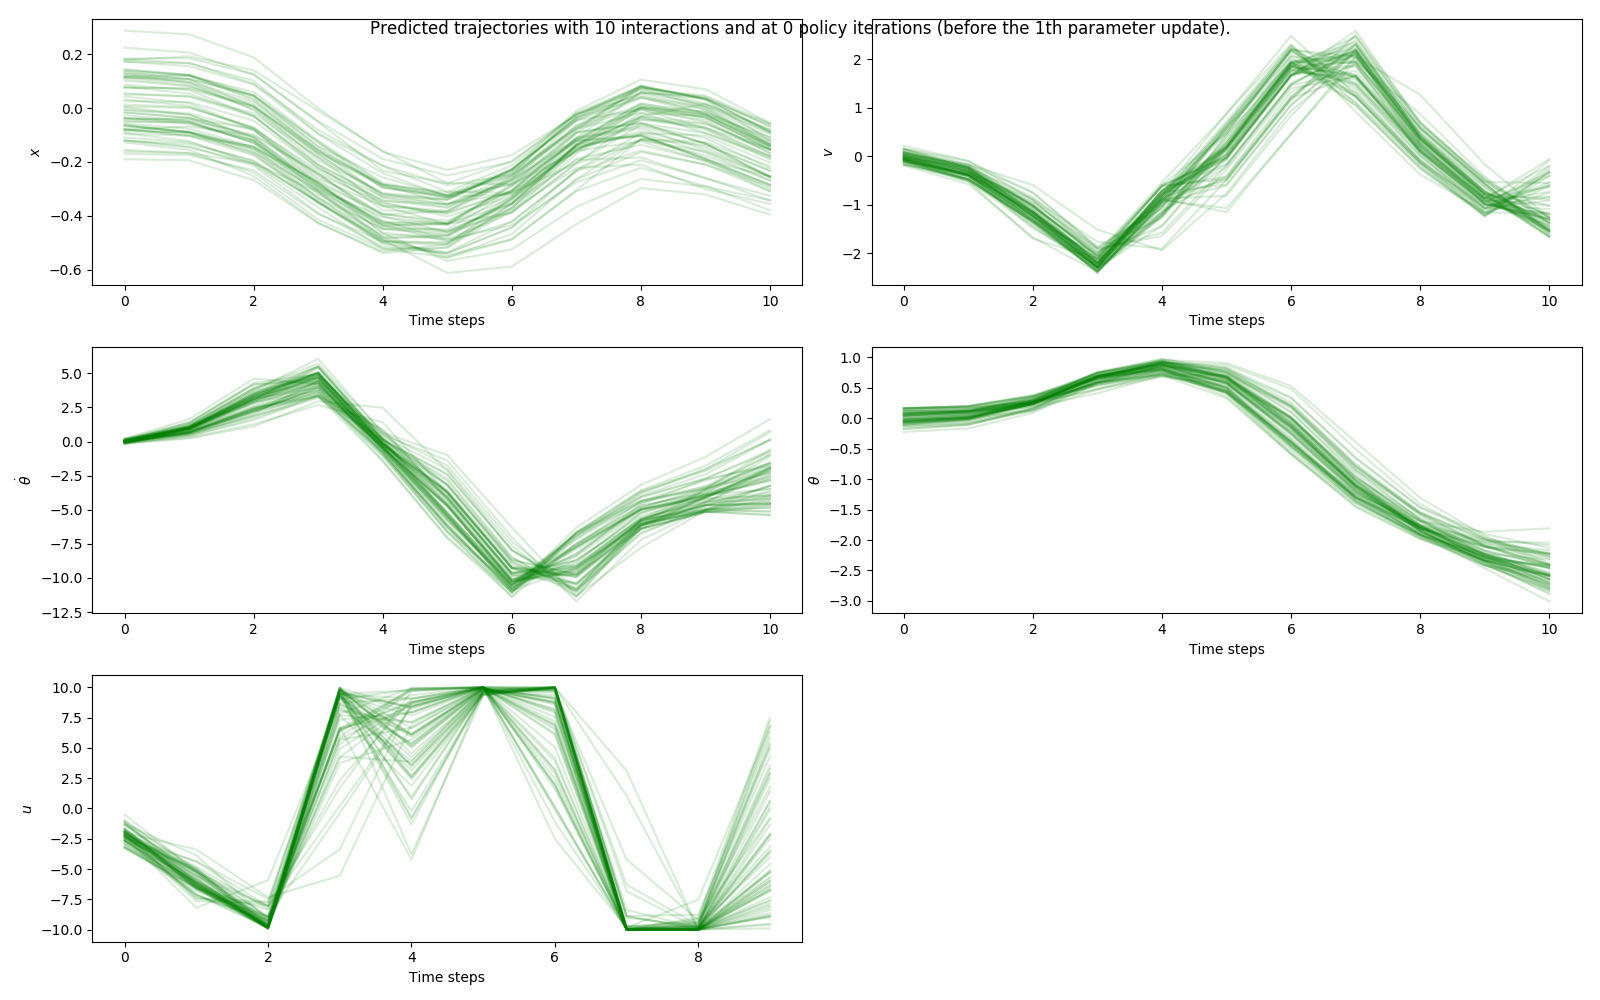 Predicted trajectories with 10 interactions and at 0 policy iterations (before the 1th parameter update).
0.2
0.0
−0.2
−0.4
−0.6
x
0 2 4 6 8 10
Time steps
2
1
0
−1
−2
v
0 2 4 6 8 10
Time steps
5.0
2.5
0.0
−2.5
−5.0
−7.5
−10.0
−12.5
θ̇
0 2 4 6 8 10
Time steps
1.0
0.5
0.0
−0.5
−1.0
−1.5
−2.0
−2.5
−3.0
θ
0 2 4 6 8 10
Time steps
10.0
7.5
5.0
2.5
0.0
−2.5
−5.0
−7.5
−10.0
u
0 2 4 6 8
Time steps